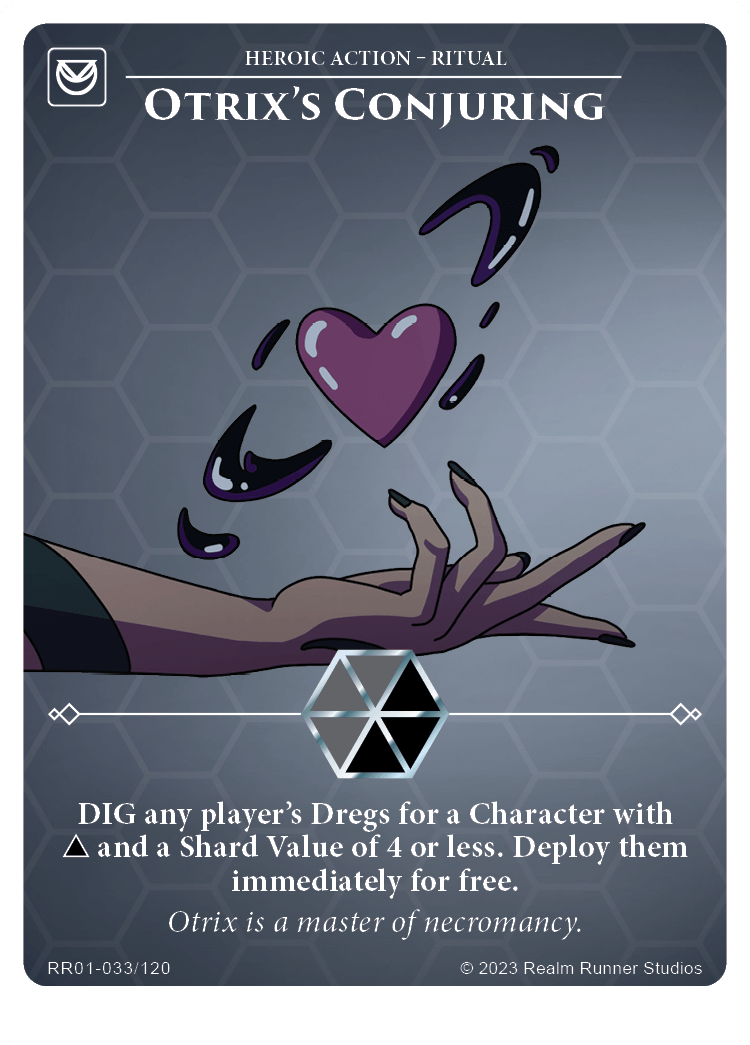 HEROIC ACTION – RITUAL
OTRIX'S CONJURING
DIG any player's Dregs for a Character with
and a Shard Value of 4 or less. Deploy them
immediately for free.
Otrix is a master of necromancy.
RR01-033/120
© 2023 Realm Runner Studios